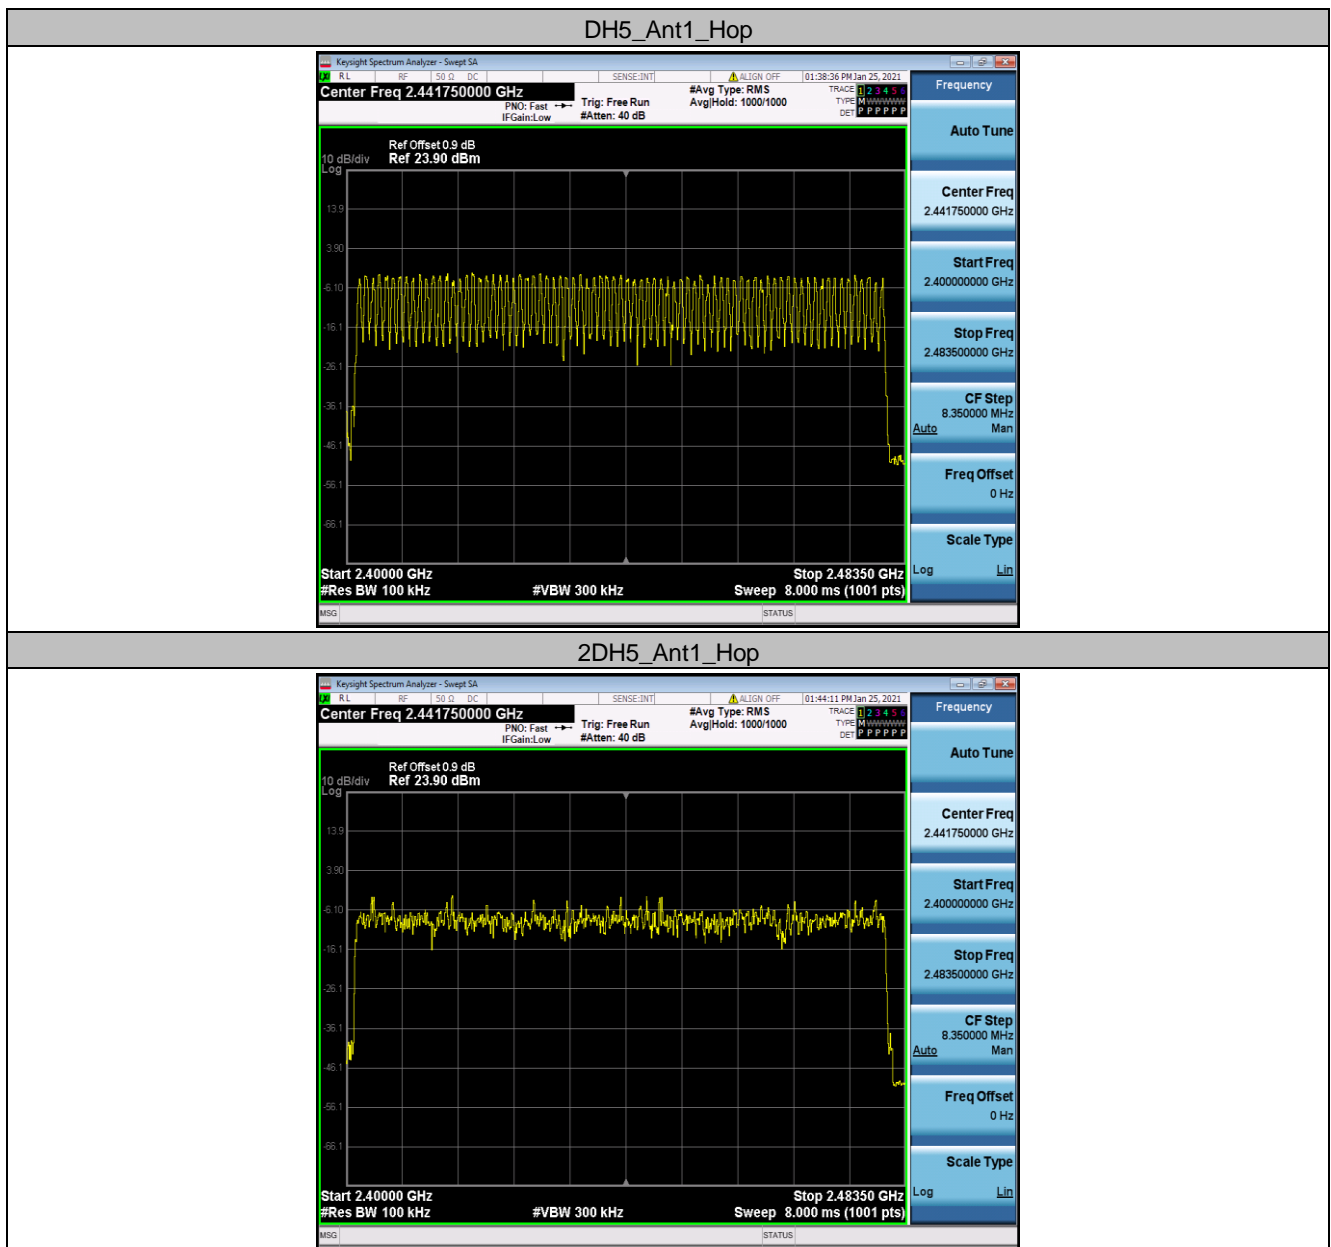 DH5_Ant1_Hop
Keysight Spectrum Analyzer - Swept SA
RL RF 50 Ω DC SENSE:INT ALIGN OFF 01:38:36 PM Jan 25, 2021
Center Freq 2.441750000 GHz
#Avg Type: RMS
TRACE 1 2 3 4 5 6
PNO: Fast Trig: Free Run Avg|Hold: 1000/1000
TYPE M WWWWW
IFGain:Low #Atten: 40 dB
DET P P P P P P
Frequency
Auto Tune
Ref Offset 0.9 dB
10 dB/div Ref 23.90 dBm
Log
13.9
3.90
-6.10
-16.1
-26.1
-36.1
-46.1
-56.1
-66.1
Center Freq
2.441750000 GHz
Start Freq
2.400000000 GHz
Stop Freq
2.483500000 GHz
CF Step
8.350000 MHz
Auto Man
Freq Offset
0 Hz
Scale Type
Log Lin
Start 2.40000 GHz Stop 2.48350 GHz
#Res BW 100 kHz #VBW 300 kHz Sweep 8.000 ms (1001 pts)
MSG STATUS
2DH5_Ant1_Hop
Keysight Spectrum Analyzer - Swept SA
RL RF 50 Ω DC SENSE:INT ALIGN OFF 01:44:11 PM Jan 25, 2021
Center Freq 2.441750000 GHz
#Avg Type: RMS
TRACE 1 2 3 4 5 6
PNO: Fast Trig: Free Run Avg|Hold: 1000/1000
TYPE M WWWWW
IFGain:Low #Atten: 40 dB
DET P P P P P P
Frequency
Auto Tune
Ref Offset 0.9 dB
10 dB/div Ref 23.90 dBm
Log
13.9
3.90
-6.10
-16.1
-26.1
-36.1
-46.1
-56.1
-66.1
Center Freq
2.441750000 GHz
Start Freq
2.400000000 GHz
Stop Freq
2.483500000 GHz
CF Step
8.350000 MHz
Auto Man
Freq Offset
0 Hz
Scale Type
Log Lin
Start 2.40000 GHz Stop 2.48350 GHz
#Res BW 100 kHz #VBW 300 kHz Sweep 8.000 ms (1001 pts)
MSG STATUS